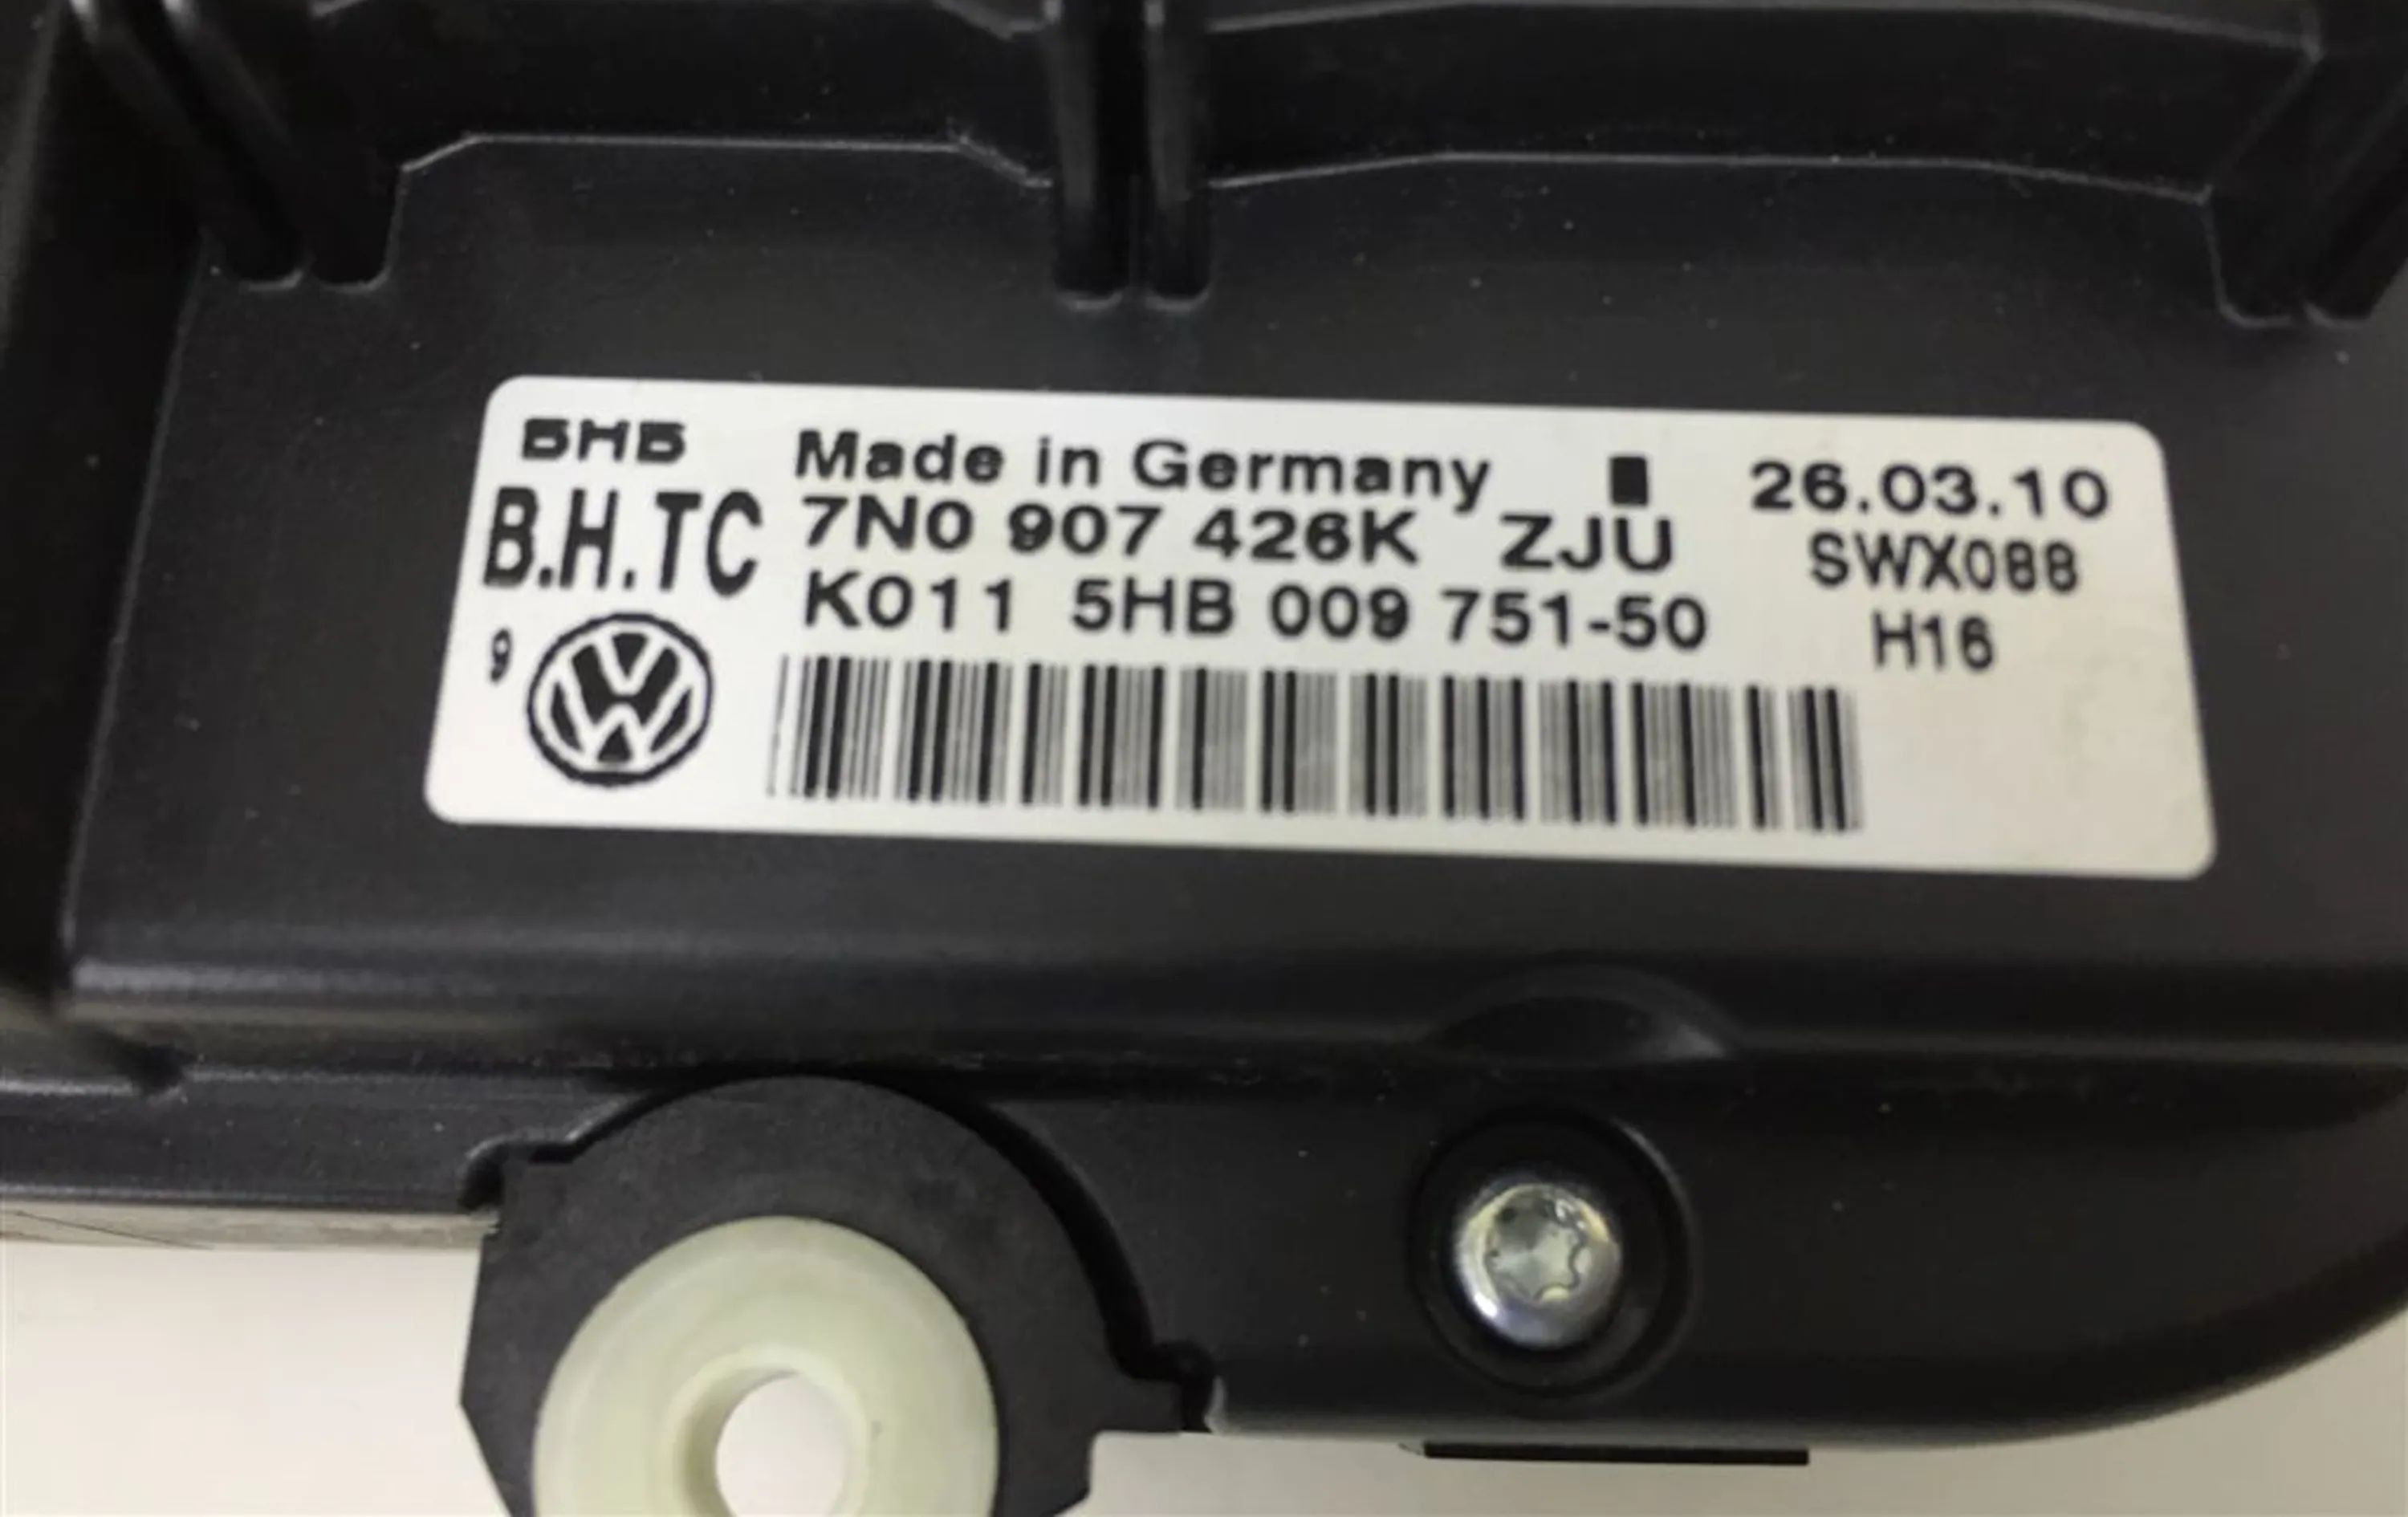 5HB
B.H.TC
9
Made in Germany
7N0 907 426K ZJU
K011 5HB 009 751-50
26.03.10
SWX088
H16